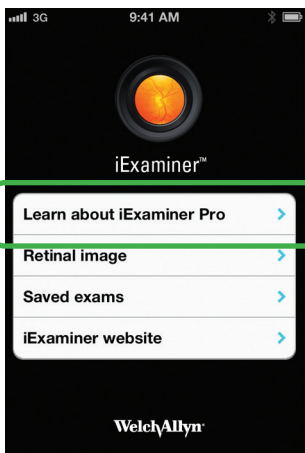 3G 9:41 AM
iExaminer™
Learn about iExaminer Pro
Retinal image
Saved exams
iExaminer website
WelchAllyn